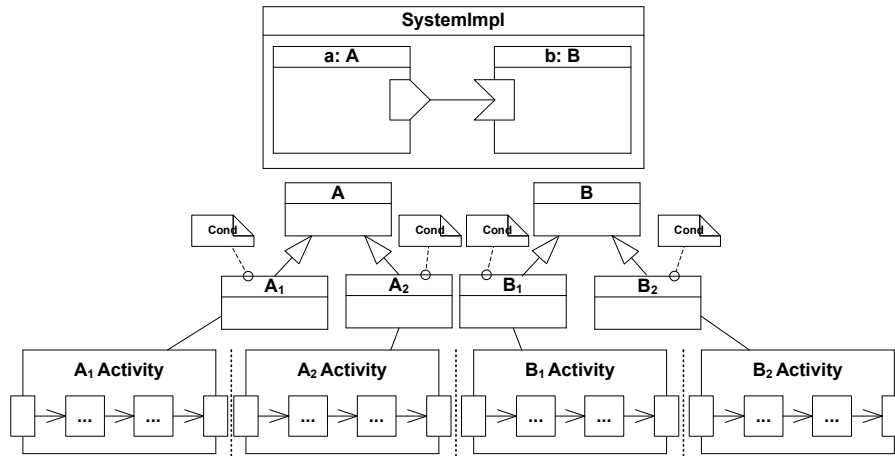 SystemImpl
a: A
b: B
A
B
Cond
Cond
Cond
Cond
A₁
A₂
B₁
B₂
A₁ Activity
A₂ Activity
B₁ Activity
B₂ Activity
... ...
... ...
... ...
... ...